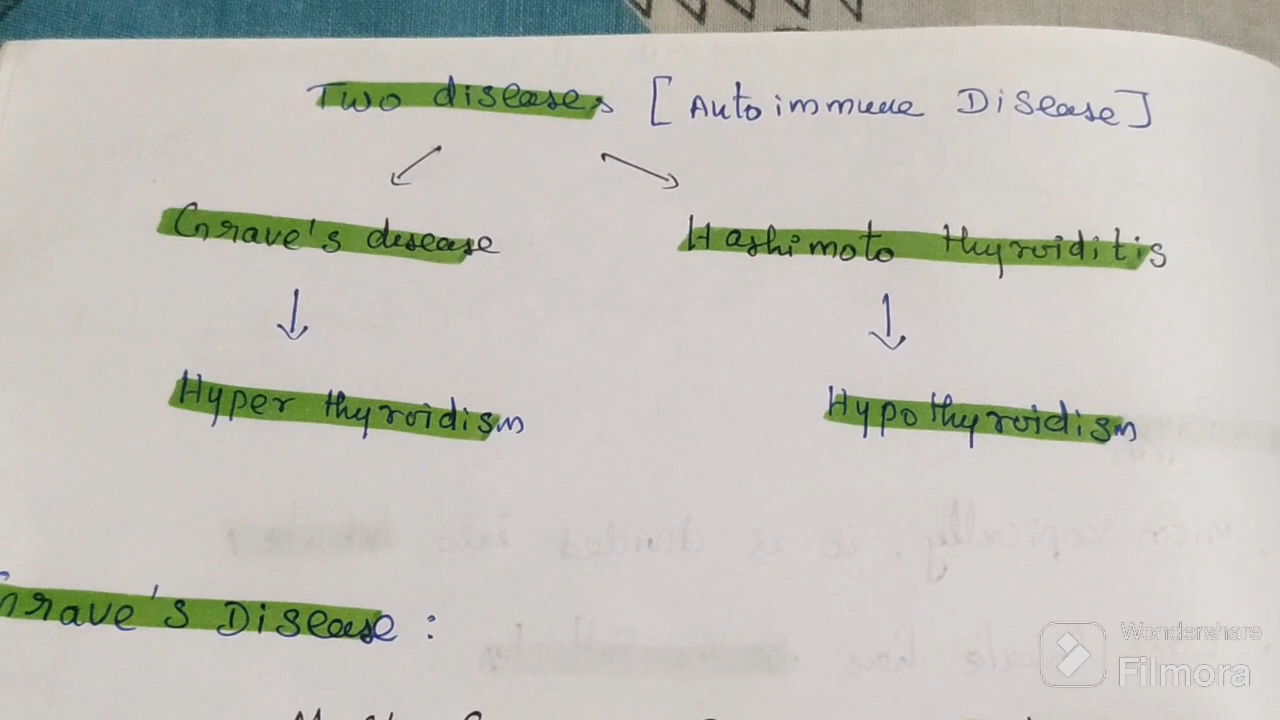 Two diseases [Autoimmune Disease]
Grave's disease
Hashimoto thyroiditis
Hyper thyroidism
Hypothyroidism
Grave's Disease :
Wondershare
Filmora